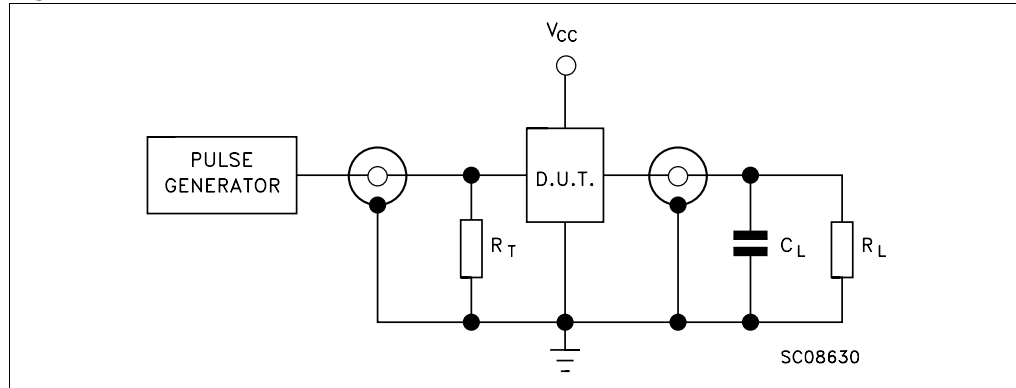 VCC
PULSE
GENERATOR
D.U.T.
RT
CL
RL
SC08630